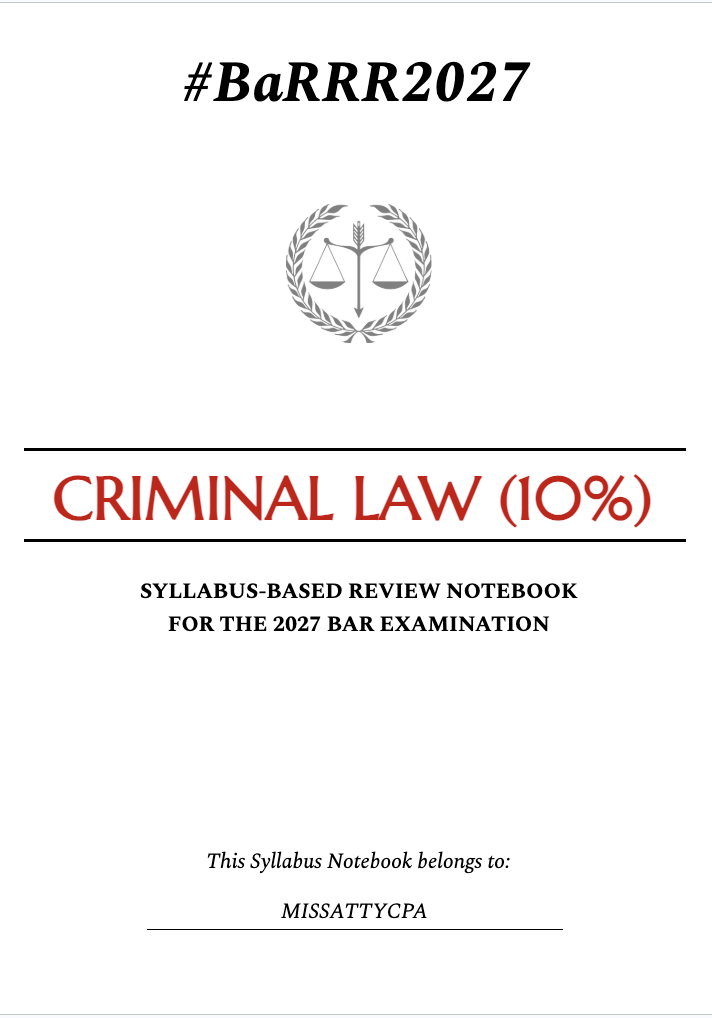 #BaRRR2027
CRIMINAL LAW (10%)
SYLLABUS-BASED REVIEW NOTEBOOK
FOR THE 2027 BAR EXAMINATION
This Syllabus Notebook belongs to:
MISSATTYCPA